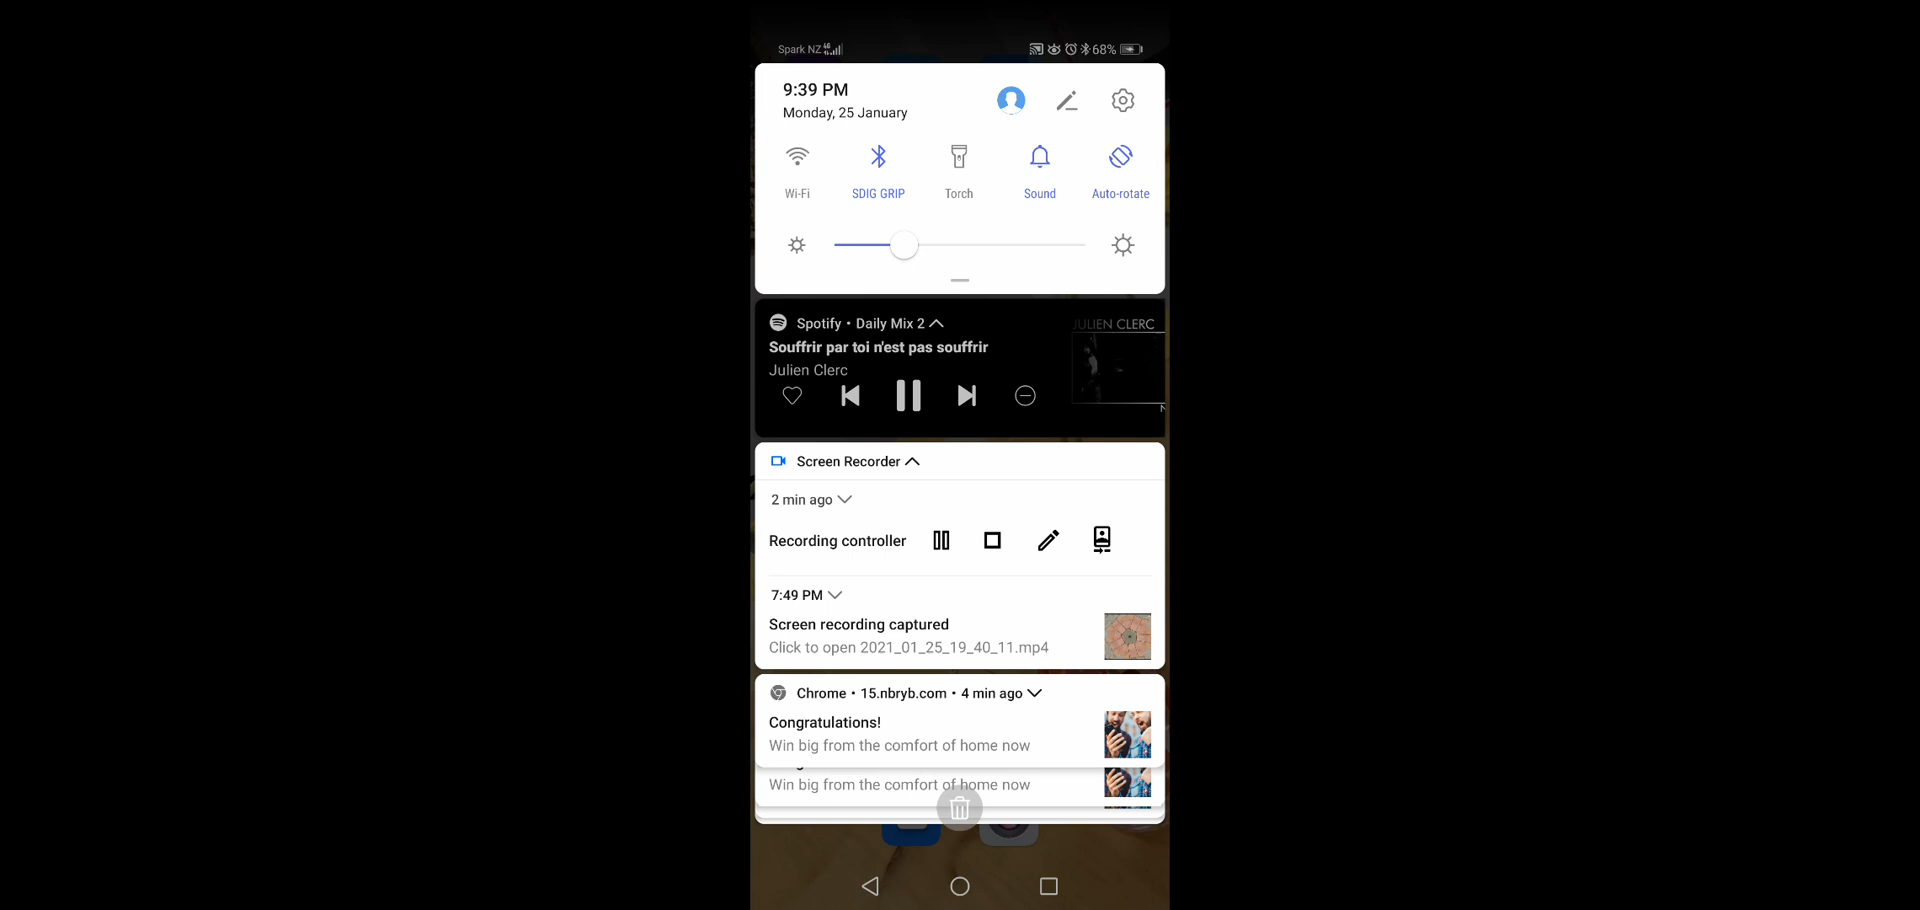 Spark NZ 68%
9:39 PM
Monday, 25 January
Wi-Fi SDIG GRIP Torch Sound Auto-rotate
Spotify • Daily Mix 2
JULIEN CLERC
Souffrir par toi n'est pas souffrir
Julien Clerc
Screen Recorder
2 min ago
Recording controller
7:49 PM
Screen recording captured
Click to open 2021_01_25_19_40_11.mp4
Chrome • 15.nbryb.com • 4 min ago
Congratulations!
Win big from the comfort of home now
Win big from the comfort of home now